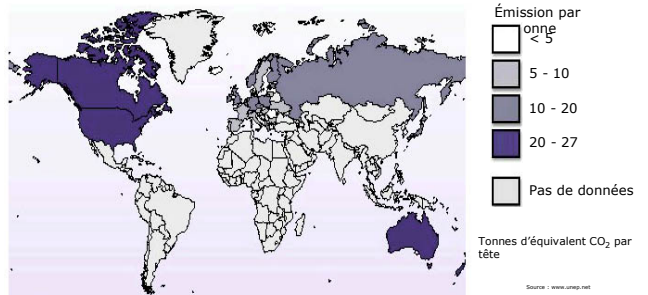 Émission par
onne
< 5
5 - 10
10 - 20
20 - 27
Pas de données
Tonnes d’équivalent CO₂ par
tête
Source : www.unep.net